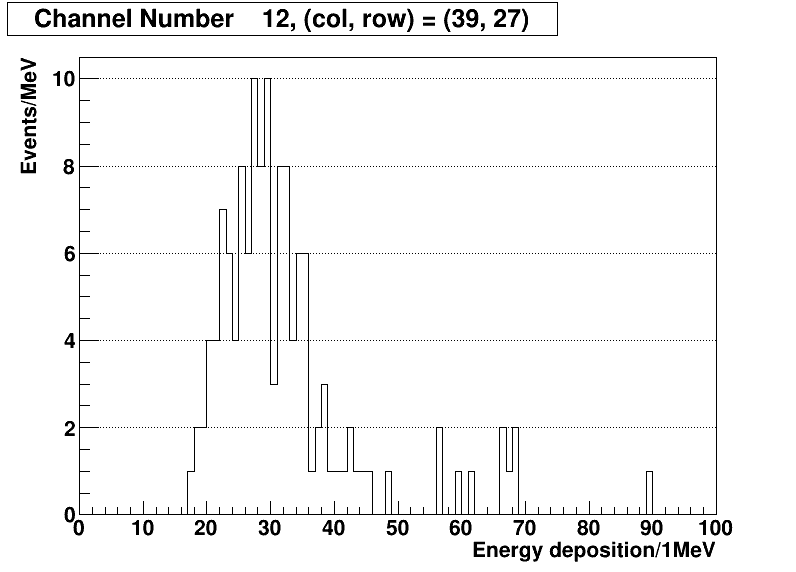 Channel Number 12, (col, row) = (39, 27)
Events/MeV
10
8
6
4
2
0
0 10 20 30 40 50 60 70 80 90 100
Energy deposition/1MeV